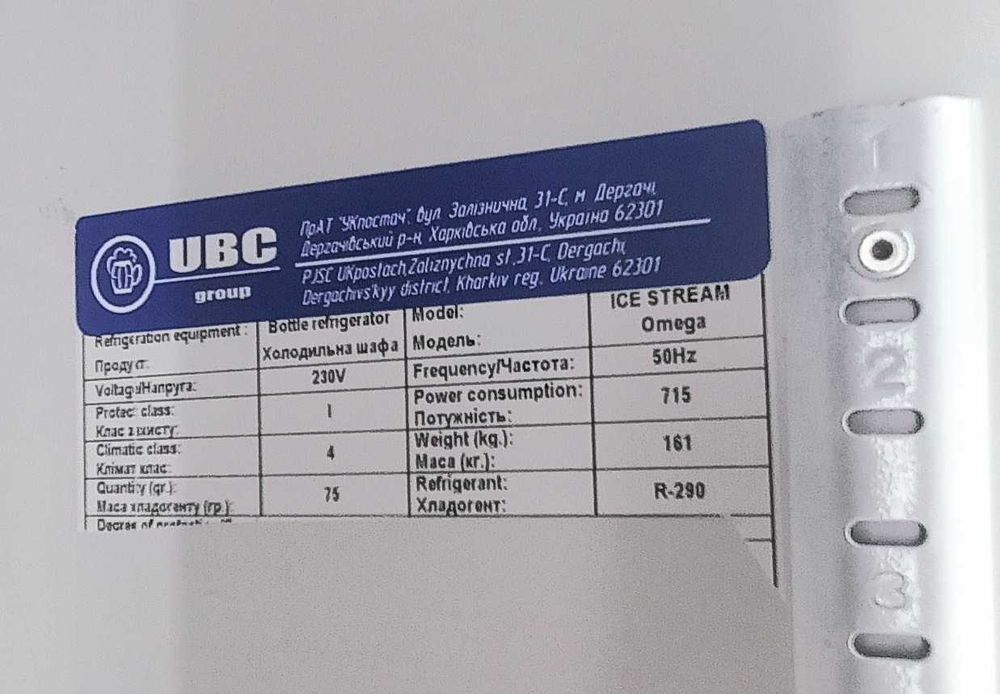 UBC
group
ПрАТ "УКпостач", вул. Залізнична, 31-С, м. Дергачі,
Дергачівський р-н, Харківська обл., Україна 62301
PJSC UKpostach, Zaliznychna st.,31-C, Dergachi,
Dergachivs'kyy district, Kharkiv reg., Ukraine 62301
Refrigeration equipment: Bottle refrigerator Model: ICE STREAM
Продукт: Холодильна шафа Модель: Omega
Voltage/Напруга: 230V Frequency/Частота: 50Hz
Protec. class: I Power consumption: 715
Клас захисту: Потужність:
Climatic class: 4 Weight (kg.): 161
Клімат клас: Маса (кг.):
Quantity (gr.): 75 Refrigerant: R-290
Маса хладогенту (гр.): Хладогент:
1
2
3